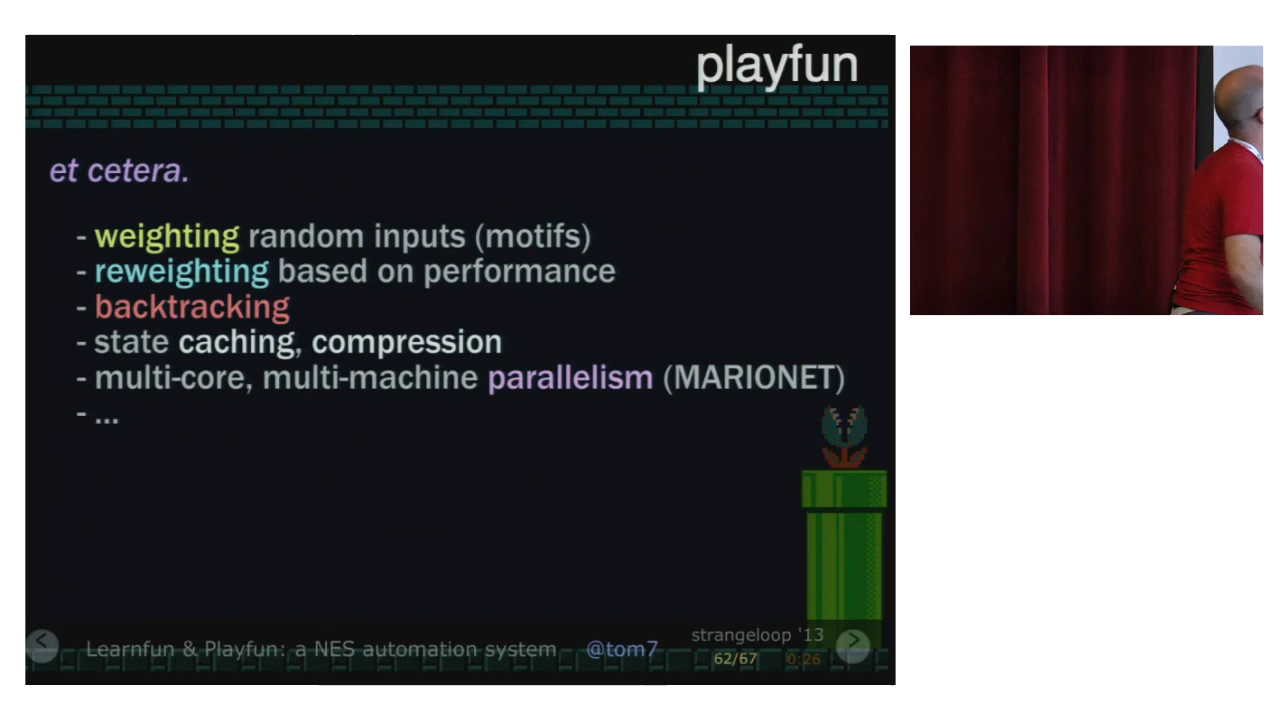 playfun
et cetera.
- weighting random inputs (motifs)
- reweighting based on performance
- backtracking
- state caching, compression
- multi-core, multi-machine parallelism (MARIONET)
- ...
< Learnfun & Playfun: a NES automation system @tom7 strangeloop '13 >
62/67 0:26